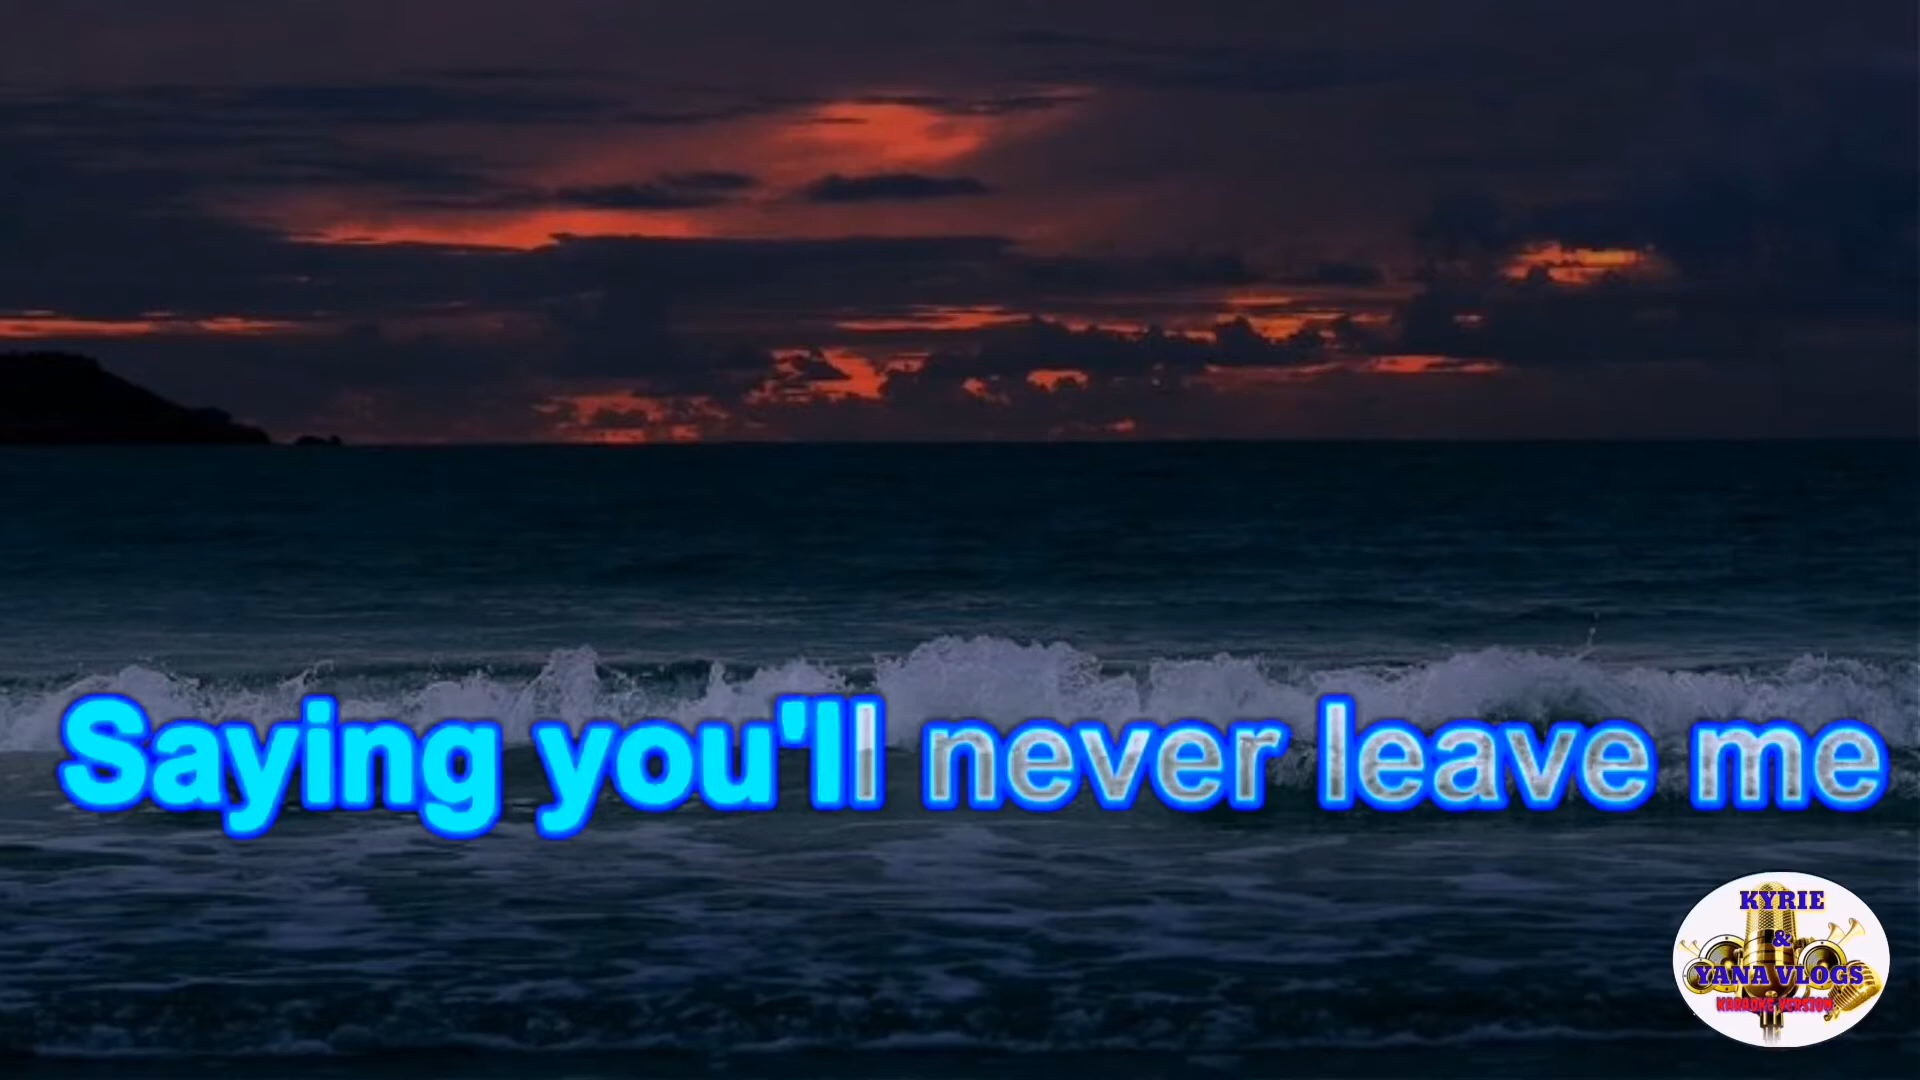 Saying you'll never leave me
KYRIE
&
YANA VLOGS
KARAOKE VERSION